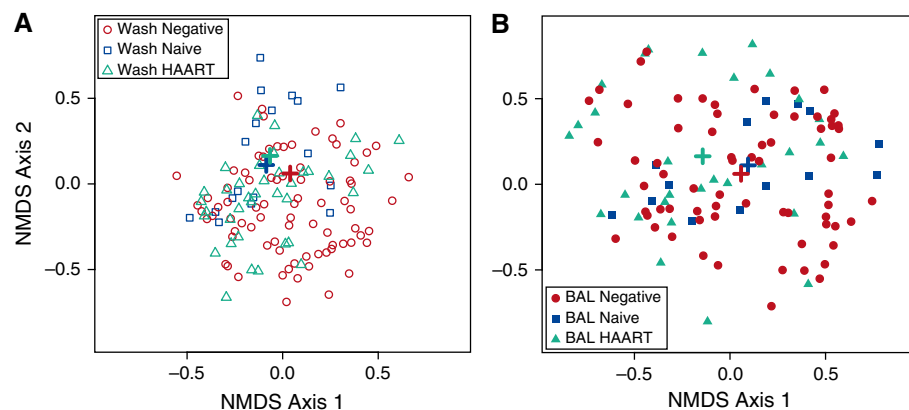 A
Wash Negative
Wash Naive
Wash HAART
0.5
0.0
−0.5
NMDS Axis 2
−0.5
0.0
0.5
NMDS Axis 1
B
0.5
0.0
−0.5
BAL Negative
BAL Naive
BAL HAART
−0.5
0.0
0.5
NMDS Axis 1